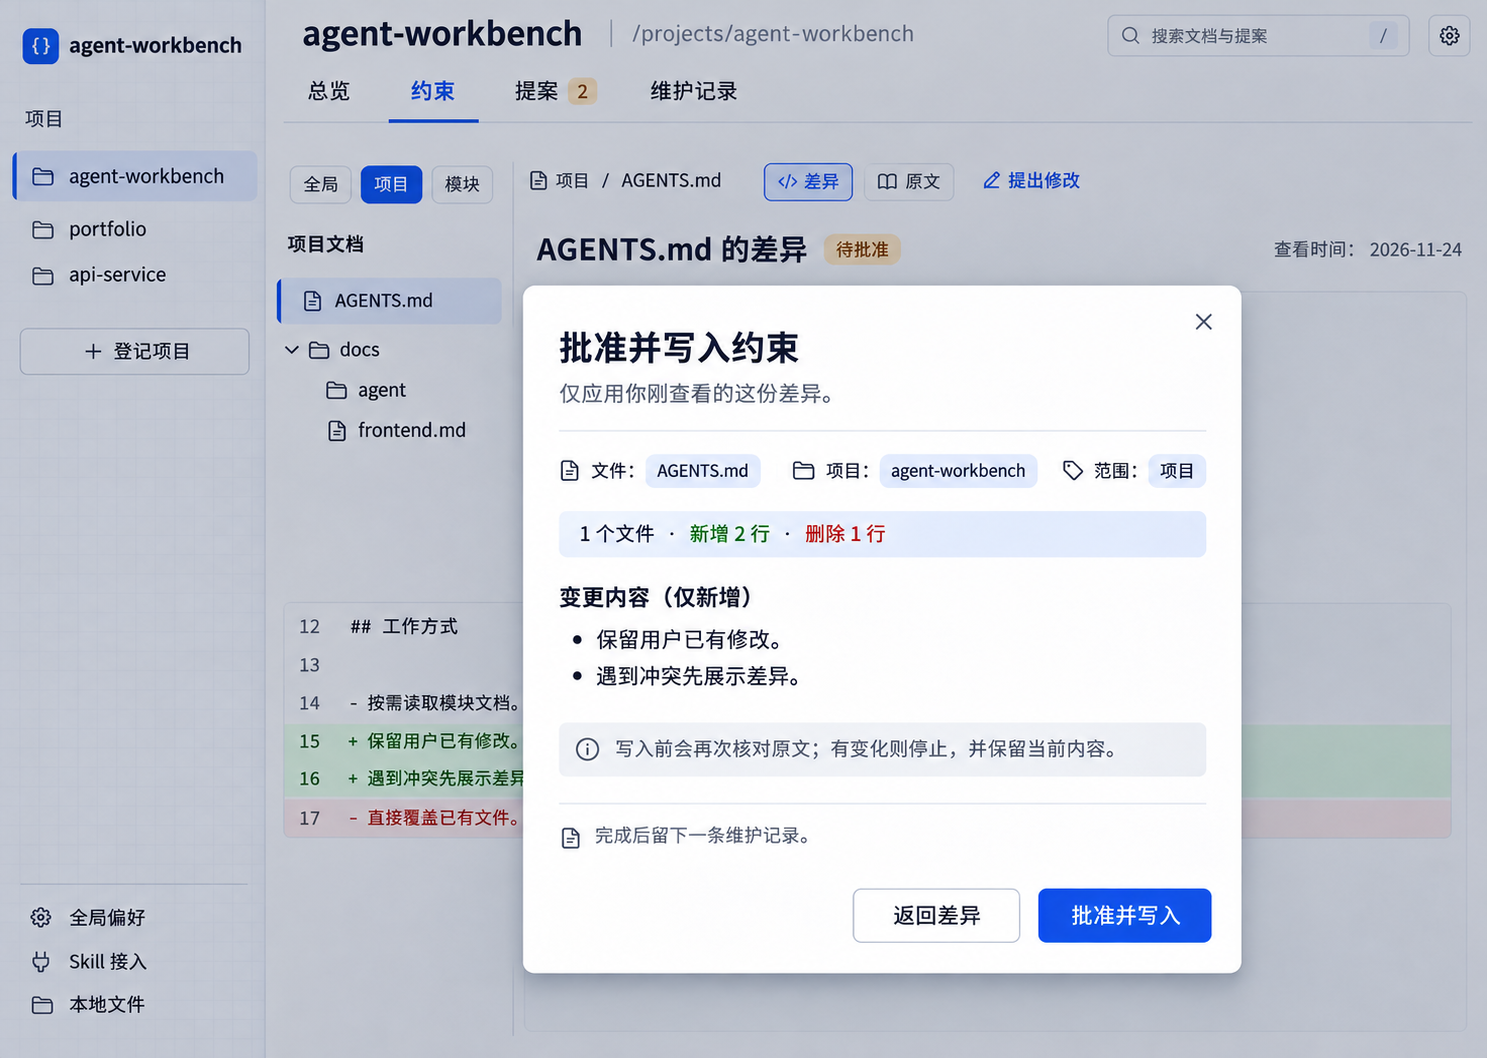 {} agent-workbench
项目
agent-workbench
portfolio
api-service
+ 登记项目
全局偏好
Skill 接入
本地文件
agent-workbench | /projects/agent-workbench
搜索文档与提案 /
总览 约束 提案 2 维护记录
全局 项目 模块
项目文档
AGENTS.md
docs
agent
frontend.md
项目 / AGENTS.md </> 差异 原文 提出修改
AGENTS.md 的差异 待批准 查看时间： 2026-11-24
12 ## 工作方式
13
14 - 按需读取模块文档。
15 + 保留用户已有修改。
16 + 遇到冲突先展示差异
17 - 直接覆盖已有文件。
批准并写入约束
仅应用你刚查看的这份差异。
文件： AGENTS.md 项目： agent-workbench 范围： 项目
1 个文件 · 新增 2 行 · 删除 1 行
变更内容（仅新增）
• 保留用户已有修改。
• 遇到冲突先展示差异。
写入前会再次核对原文；有变化则停止，并保留当前内容。
完成后留下一条维护记录。
返回差异 批准并写入